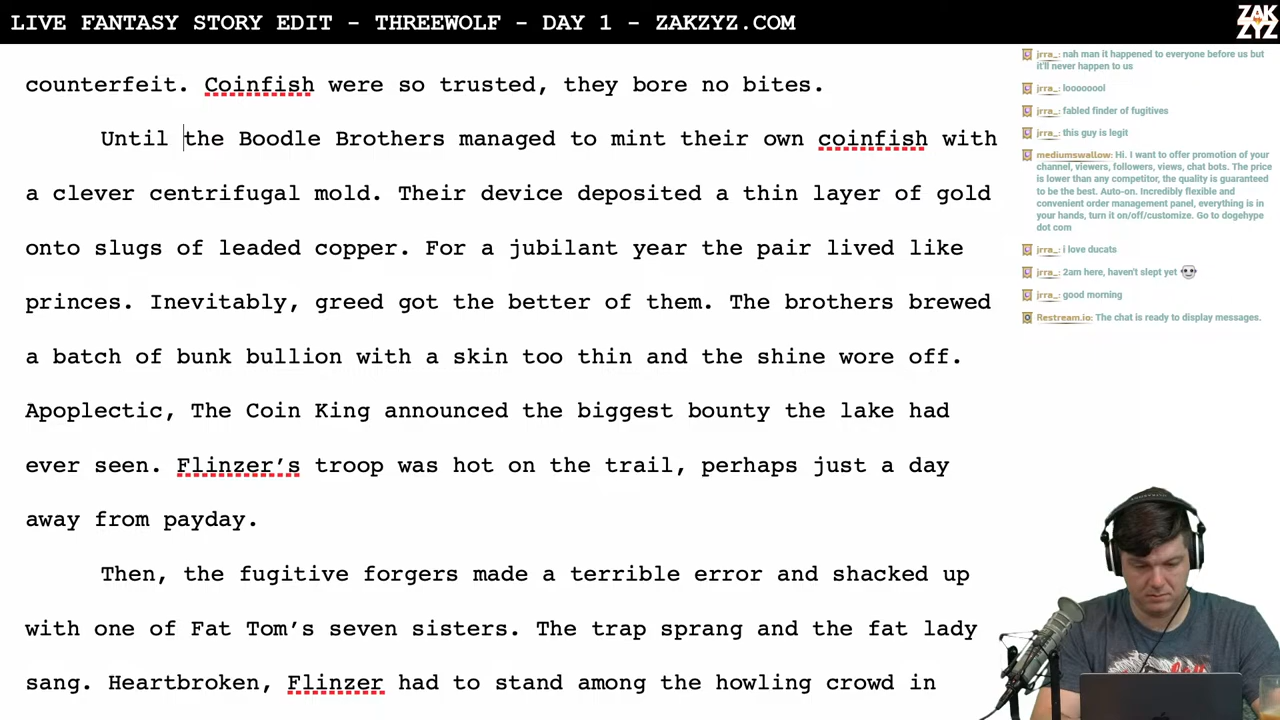 LIVE FANTASY STORY EDIT - THREEWOLF - DAY 1 - ZAKZYZ.COM
ZAK
ZYZ
counterfeit. Coinfish were so trusted, they bore no bites.
Until the Boodle Brothers managed to mint their own coinfish with
a clever centrifugal mold. Their device deposited a thin layer of gold
onto slugs of leaded copper. For a jubilant year the pair lived like
princes. Inevitably, greed got the better of them. The brothers brewed
a batch of bunk bullion with a skin too thin and the shine wore off.
Apoplectic, The Coin King announced the biggest bounty the lake had
ever seen. Flinzer’s troop was hot on the trail, perhaps just a day
away from payday.
Then, the fugitive forgers made a terrible error and shacked up
with one of Fat Tom’s seven sisters. The trap sprang and the fat lady
sang. Heartbroken, Flinzer had to stand among the howling crowd in
jrra_: nah man it happened to everyone before us but
it'll never happen to us
jrra_: looooool
jrra_: fabled finder of fugitives
jrra_: this guy is legit
mediumswallow: Hi. I want to offer promotion of your
channel, viewers, followers, views, chat bots. The price
is lower than any competitor, the quality is guaranteed
to be the best. Auto-on. Incredibly flexible and
convenient order management panel, everything is in
your hands, turn it on/off/customize. Go to dogehype
dot com
jrra_: i love ducats
jrra_: 2am here, haven't slept yet
jrra_: good morning
Restream.io: The chat is ready to display messages.